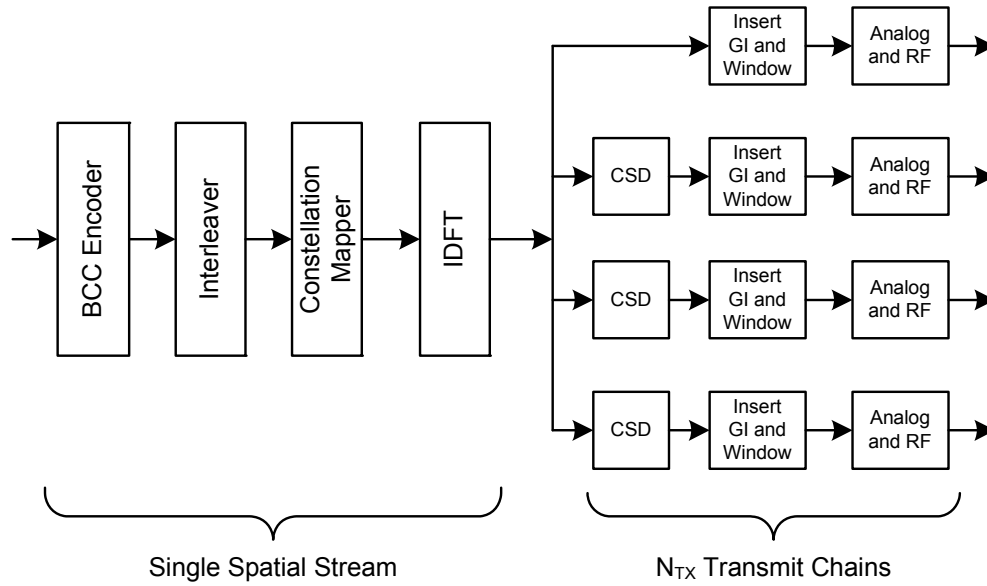 BCC Encoder
Interleaver
Constellation
Mapper
IDFT
Insert
GI and
Window
Analog
and RF
CSD
Insert
GI and
Window
Analog
and RF
CSD
Insert
GI and
Window
Analog
and RF
CSD
Insert
GI and
Window
Analog
and RF
Single Spatial Stream
NTX Transmit Chains